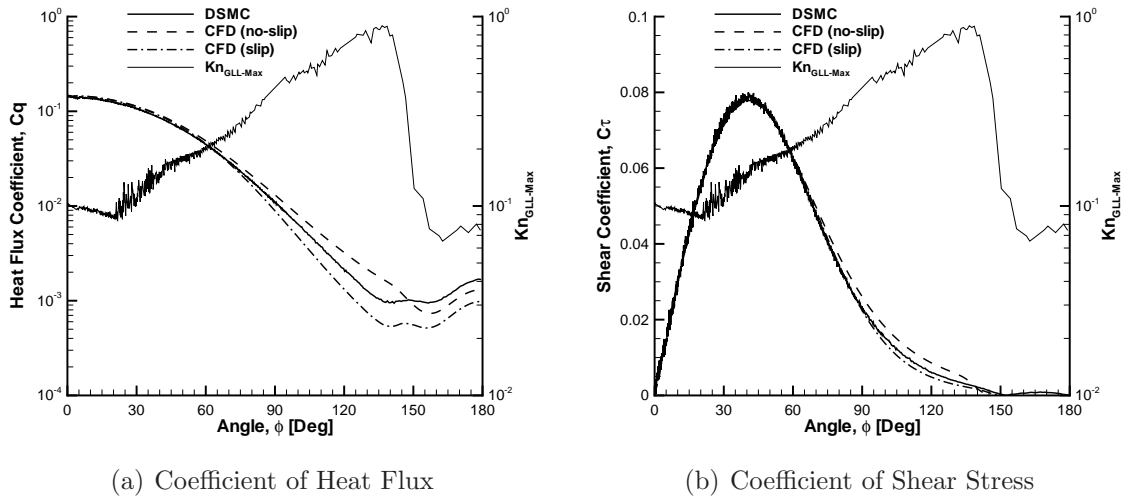 DSMC
CFD (no-slip)
CFD (slip)
Kn_GLL-Max
10^0
10^-1
10^-2
10^-3
10^-4
Heat Flux Coefficient, Cq
10^0
10^-1
10^-2
Kn_GLL-Max
0 30 60 90 120 150 180
Angle, ϕ [Deg]
(a) Coefficient of Heat Flux
DSMC
CFD (no-slip)
CFD (slip)
Kn_GLL-Max
0.1
0.08
0.06
0.04
0.02
0
Shear Coefficient, Cτ
10^0
10^-1
10^-2
Kn_GLL-Max
0 30 60 90 120 150 180
Angle, ϕ [Deg]
(b) Coefficient of Shear Stress